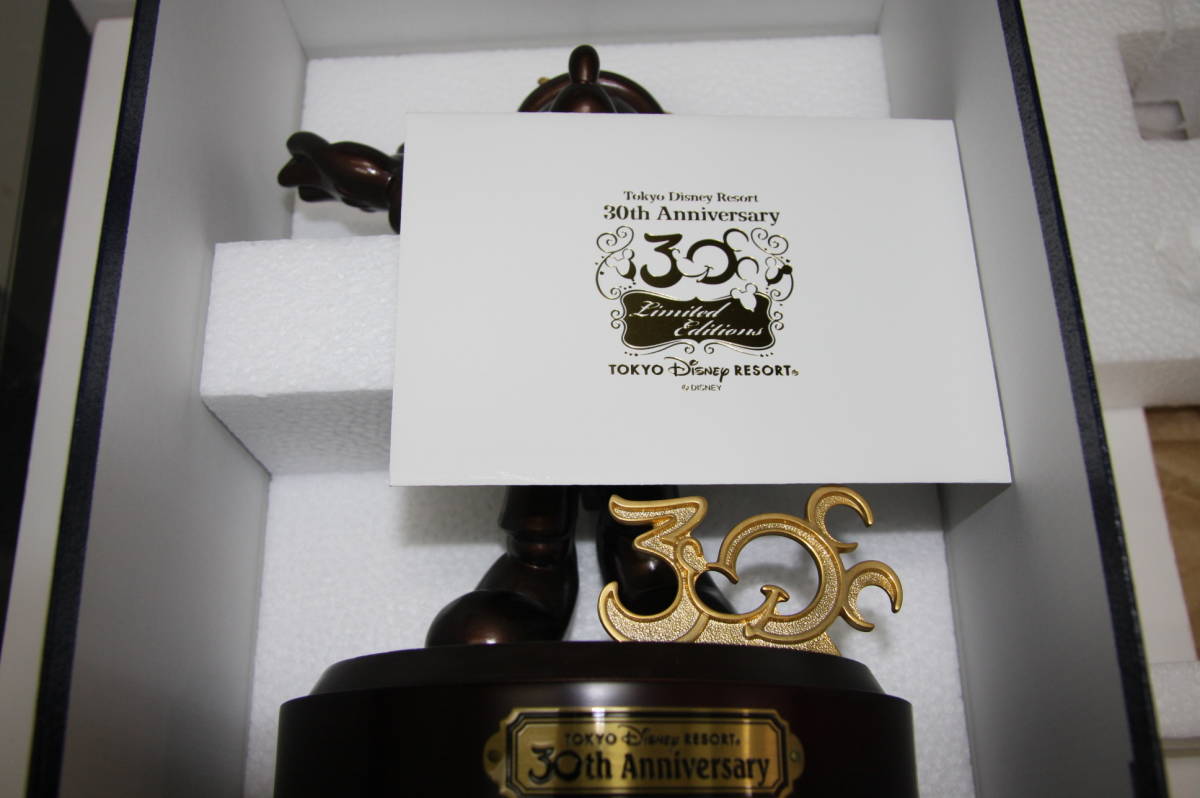 Tokyo Disney Resort
30th Anniversary
30
Limited
Editions
TOKYO Disney RESORT®
© DISNEY
30
TOKYO Disney RESORT®
30th Anniversary